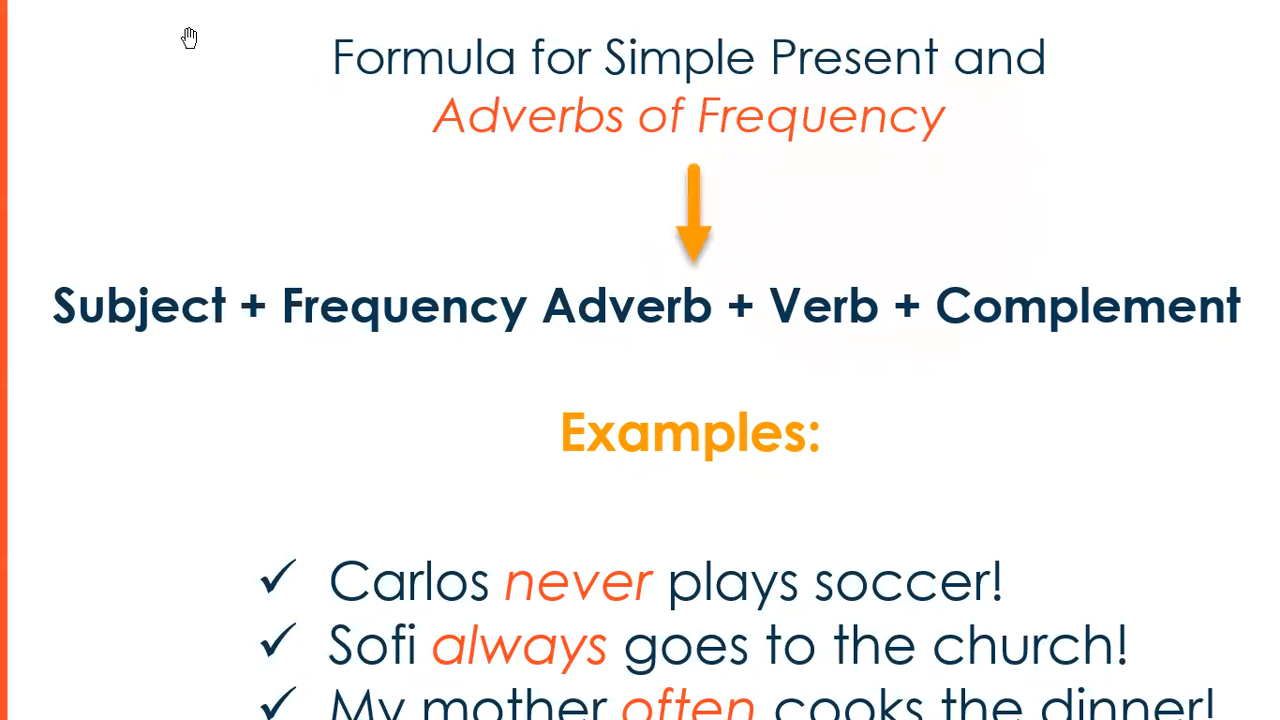 Formula for Simple Present and
Adverbs of Frequency
Subject + Frequency Adverb + Verb + Complement
Examples:
✓ Carlos never plays soccer!
✓ Sofi always goes to the church!
✓ My mother often cooks the dinner!